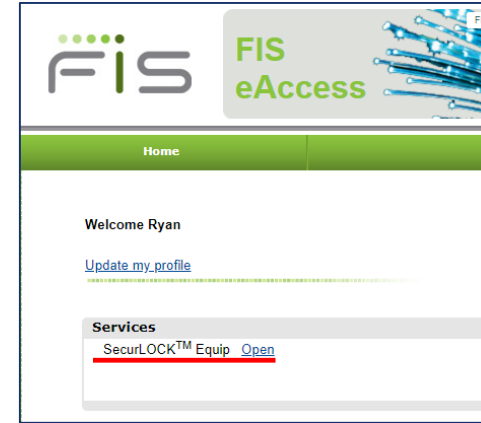 FIS
FIS
eAccess
F
Home
Welcome Ryan
Update my profile
Services
SecurLOCK™ Equip Open